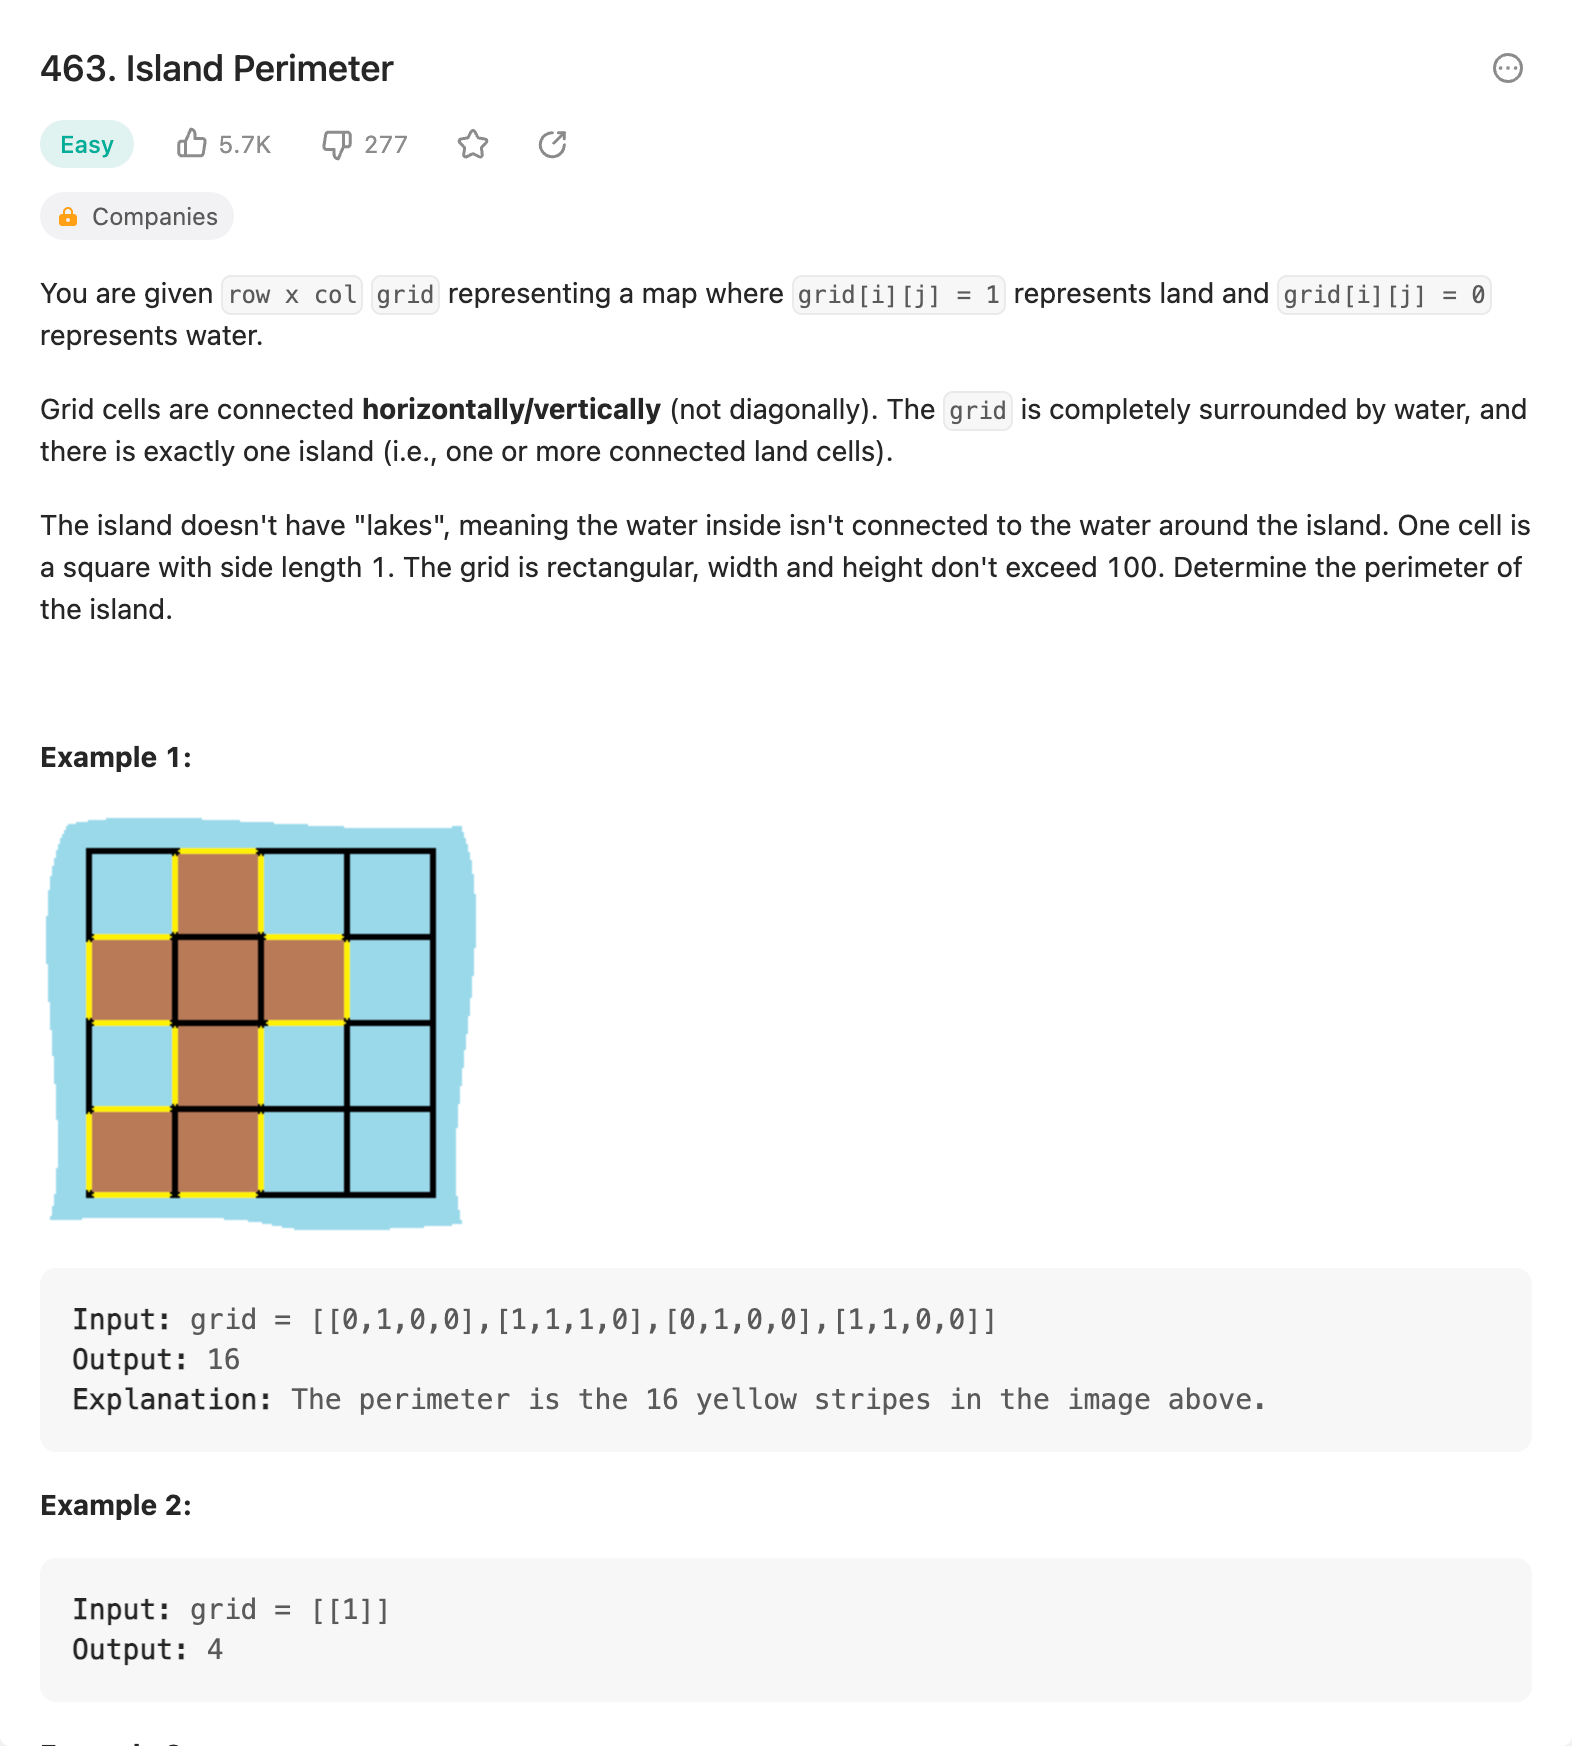 463. Island Perimeter
Easy 5.7K 277
Companies
You are given row x col grid representing a map where grid[i][j] = 1 represents land and grid[i][j] = 0
represents water.
Grid cells are connected horizontally/vertically (not diagonally). The grid is completely surrounded by water, and
there is exactly one island (i.e., one or more connected land cells).
The island doesn't have "lakes", meaning the water inside isn't connected to the water around the island. One cell is
a square with side length 1. The grid is rectangular, width and height don't exceed 100. Determine the perimeter of
the island.
Example 1:
Input: grid = [[0,1,0,0],[1,1,1,0],[0,1,0,0],[1,1,0,0]]
Output: 16
Explanation: The perimeter is the 16 yellow stripes in the image above.
Example 2:
Input: grid = [[1]]
Output: 4